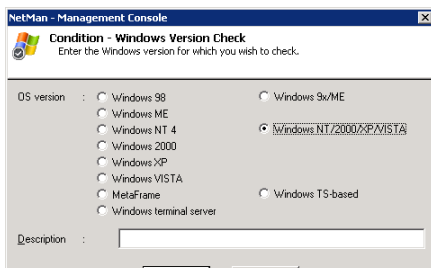 NetMan - Management Console
Condition - Windows Version Check
Enter the Windows version for which you wish to check.
OS version : Windows 98 Windows 9x/ME
Windows ME
Windows NT 4 Windows NT/2000/XP/VISTA
Windows 2000
Windows XP
Windows VISTA
MetaFrame Windows TS-based
Windows terminal server
Description :